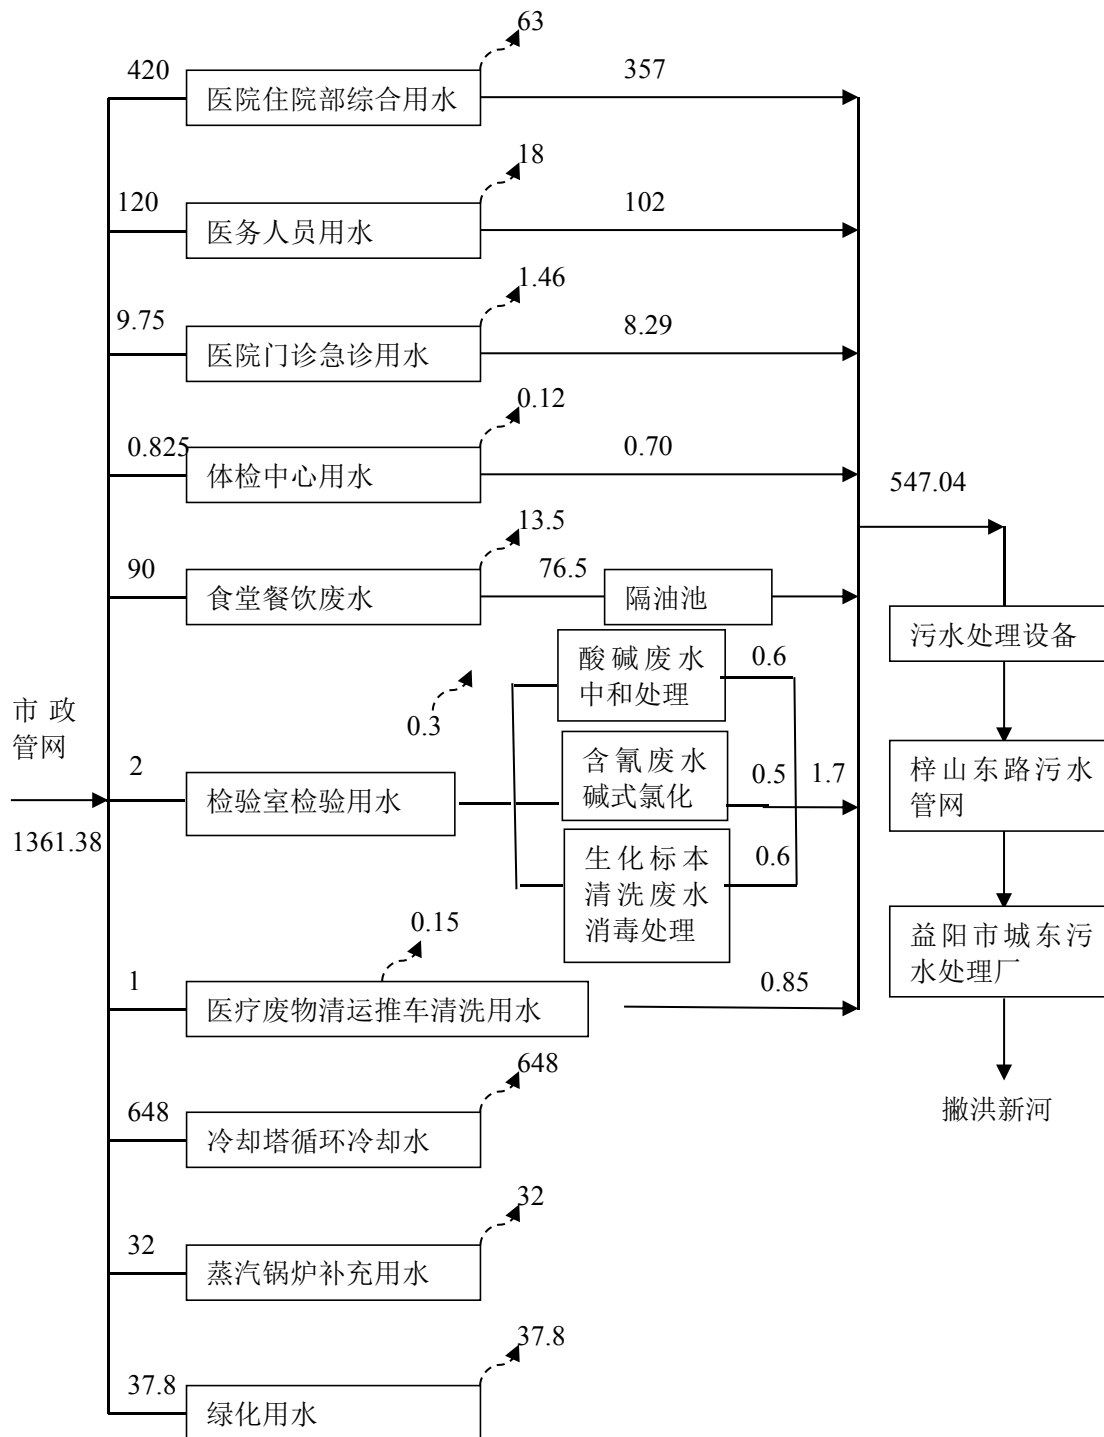 63
420
医院住院部综合用水
357
18
120
医务人员用水
102
1.46
9.75
医院门诊急诊用水
8.29
0.12
0.825
体检中心用水
0.70
547.04
13.5
90
食堂餐饮废水
76.5
隔油池
污水处理设备
酸碱废水
中和处理
0.6
0.3
市政
管网
1361.38
2
检验室检验用水
含氰废水
碱式氯化
0.5
1.7
梓山东路污水
管网
生化标本
清洗废水
消毒处理
0.6
益阳市城东污
水处理厂
0.15
1
医疗废物清运推车清洗用水
0.85
撇洪新河
648
648
冷却塔循环冷却水
32
32
蒸汽锅炉补充用水
37.8
37.8
绿化用水